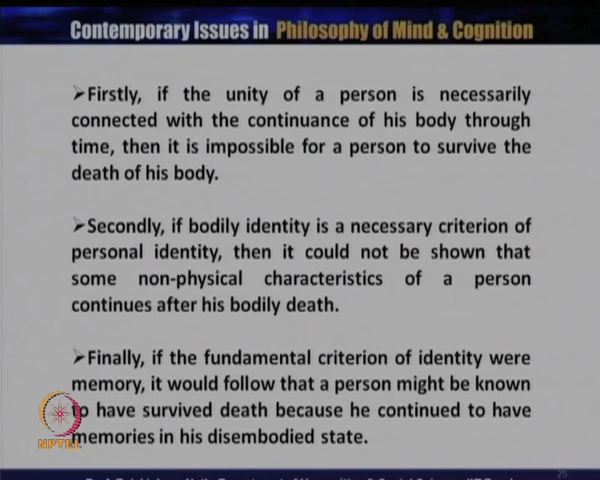 Contemporary Issues in Philosophy of Mind & Cognition
➢Firstly, if the unity of a person is necessarily
connected with the continuance of his body through
time, then it is impossible for a person to survive the
death of his body.
➢Secondly, if bodily identity is a necessary criterion of
personal identity, then it could not be shown that
some non-physical characteristics of a person
continues after his bodily death.
➢Finally, if the fundamental criterion of identity were
memory, it would follow that a person might be known
to have survived death because he continued to have
memories in his disembodied state.
NPTEL
25